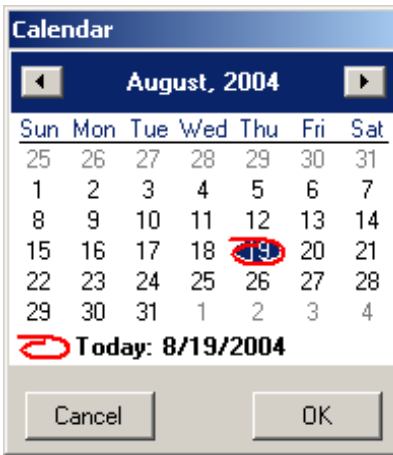 Calendar
August, 2004
Sun Mon Tue Wed Thu Fri Sat
25 26 27 28 29 30 31
1 2 3 4 5 6 7
8 9 10 11 12 13 14
15 16 17 18 19 20 21
22 23 24 25 26 27 28
29 30 31 1 2 3 4
Today: 8/19/2004
Cancel OK